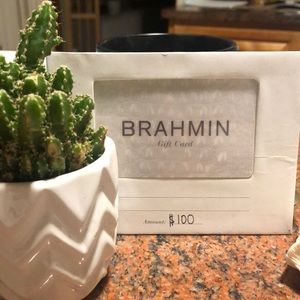 BRAHMIN
Gift Card
Amount: $100